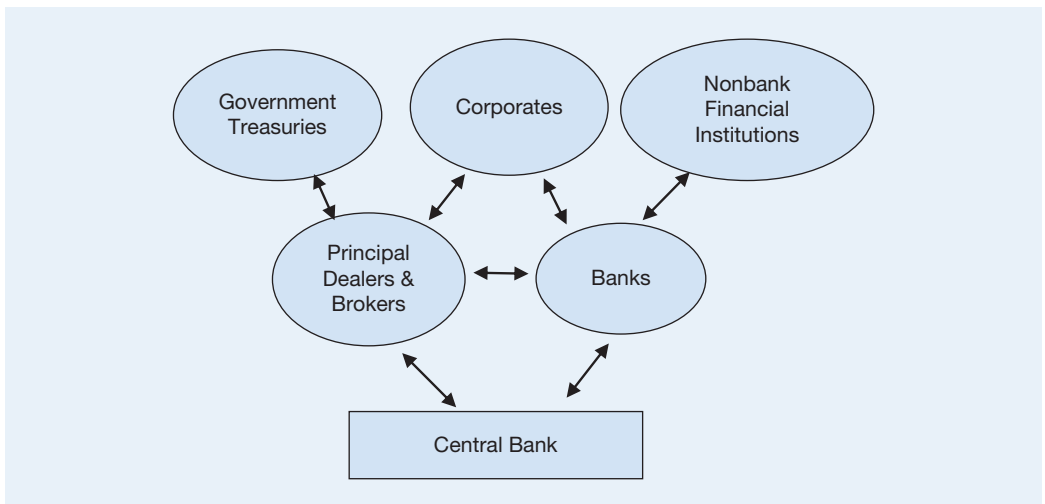 Government
Treasuries
Corporates
Nonbank
Financial
Institutions
Principal
Dealers &
Brokers
Banks
Central Bank